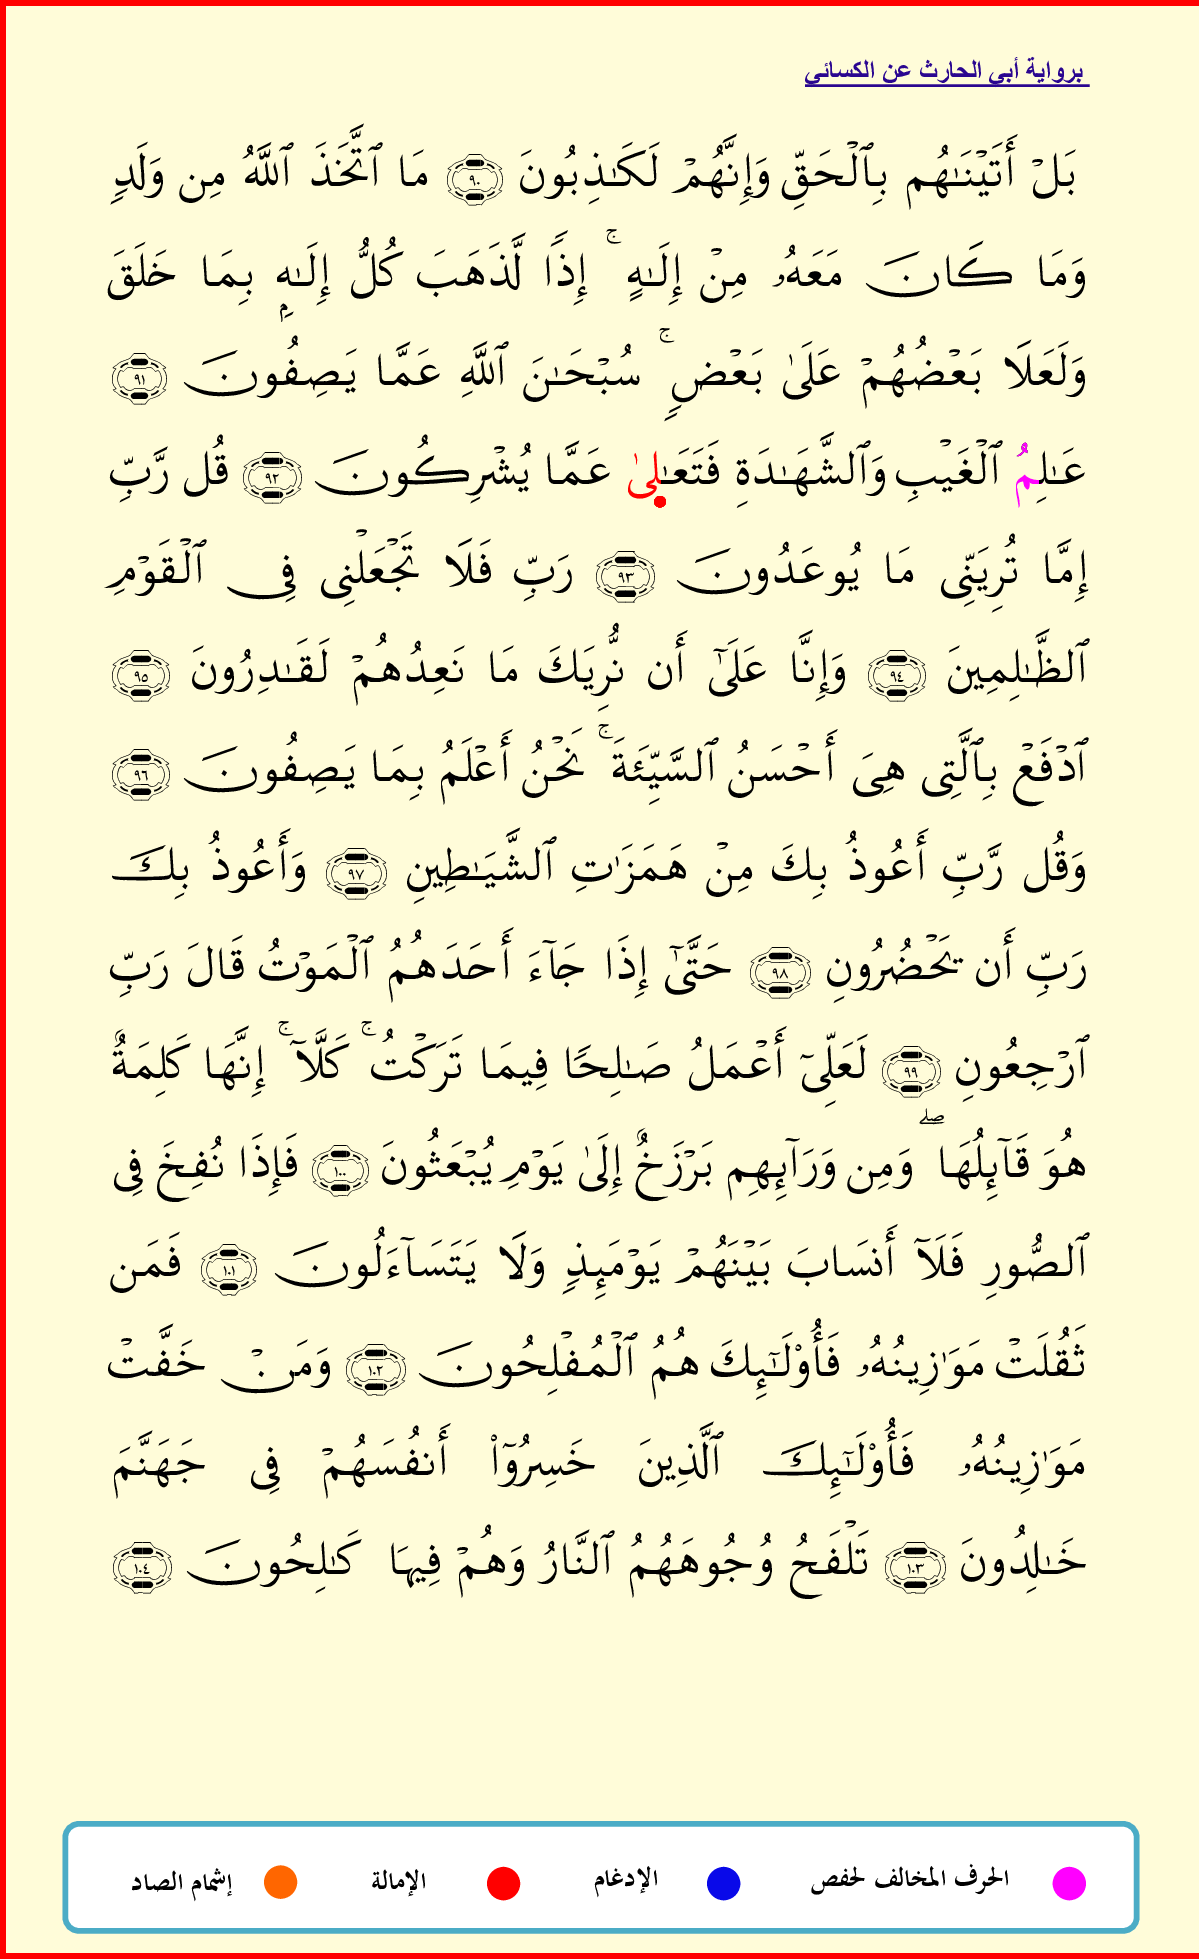 برواية أبي الحارث عن الكسائي
بَلْ أَتَيْنَـٰهُم بِٱلْحَقِّ وَإِنَّهُمْ لَكَـٰذِبُونَ ٩٠ مَا ٱتَّخَذَ ٱللَّهُ مِن وَلَدٍ
وَمَا كَانَ مَعَهُۥ مِنْ إِلَـٰهٍ ۚ إِذًا لَّذَهَبَ كُلُّ إِلَـٰهٍۭ بِمَا خَلَقَ
وَلَعَلَا بَعْضُهُمْ عَلَىٰ بَعْضٍ ۚ سُبْحَـٰنَ ٱللَّهِ عَمَّا يَصِفُونَ ٩١
عَـٰلِمُ ٱلْغَيْبِ وَٱلشَّهَـٰدَةِ فَتَعَـٰلِىٰ عَمَّا يُشْرِكُونَ ٩٢ قُل رَّبِّ
إِمَّا تُرِيَنِّى مَا يُوعَدُونَ ٩٣ رَبِّ فَلَا تَجْعَلْنِى فِى ٱلْقَوْمِ
ٱلظَّـٰلِمِينَ ٩٤ وَإِنَّا عَلَىٰٓ أَن نُّرِيَكَ مَا نَعِدُهُمْ لَقَـٰدِرُونَ ٩٥
ٱدْفَعْ بِٱلَّتِى هِىَ أَحْسَنُ ٱلسَّيِّئَةَ ۚ نَحْنُ أَعْلَمُ بِمَا يَصِفُونَ ٩٦
وَقُل رَّبِّ أَعُوذُ بِكَ مِنْ هَمَزَٰتِ ٱلشَّيَـٰطِينِ ٩٧ وَأَعُوذُ بِكَ
رَبِّ أَن يَحْضُرُونِ ٩٨ حَتَّىٰٓ إِذَا جَآءَ أَحَدَهُمُ ٱلْمَوْتُ قَالَ رَبِّ
ٱرْجِعُونِ ٩٩ لَعَلِّىٓ أَعْمَلُ صَـٰلِحًا فِيمَا تَرَكْتُ ۚ كَلَّآ ۚ إِنَّهَا كَلِمَةٌ
هُوَ قَآئِلُهَا ۖ وَمِن وَرَآئِهِم بَرْزَخٌ إِلَىٰ يَوْمِ يُبْعَثُونَ ١٠٠ فَإِذَا نُفِخَ فِى
ٱلصُّورِ فَلَآ أَنسَابَ بَيْنَهُمْ يَوْمَئِذٍ وَلَا يَتَسَآءَلُونَ ١٠١ فَمَن
ثَقُلَتْ مَوَٰزِينُهُۥ فَأُو۟لَـٰٓئِكَ هُمُ ٱلْمُفْلِحُونَ ١٠٢ وَمَنْ خَفَّتْ
مَوَٰزِينُهُۥ فَأُو۟لَـٰٓئِكَ ٱلَّذِينَ خَسِرُوٓا۟ أَنفُسَهُمْ فِى جَهَنَّمَ
خَـٰلِدُونَ ١٠٣ تَلْفَحُ وُجُوهَهُمُ ٱلنَّارُ وَهُمْ فِيهَا كَـٰلِحُونَ ١٠٤
الحرف المخالف لحفص الإدغام الإمالة إشمام الصاد